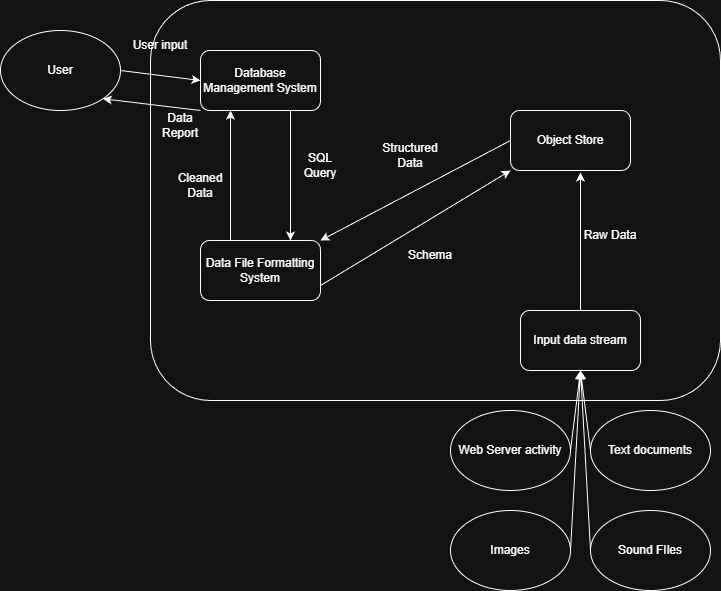 User input
User
Database
Management System
Data
Report
Object Store
Structured
Data
SQL
Query
Cleaned
Data
Raw Data
Schema
Data File Formatting
System
Input data stream
Web Server activity
Text documents
Images
Sound FIles